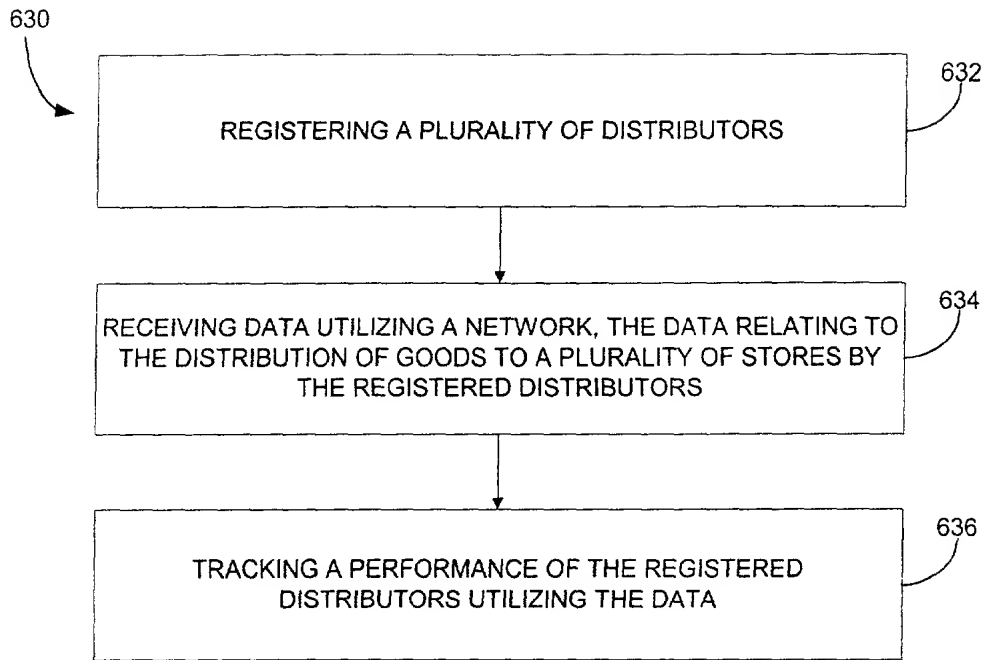 630
632
REGISTERING A PLURALITY OF DISTRIBUTORS
634
RECEIVING DATA UTILIZING A NETWORK, THE DATA RELATING TO
THE DISTRIBUTION OF GOODS TO A PLURALITY OF STORES BY
THE REGISTERED DISTRIBUTORS
636
TRACKING A PERFORMANCE OF THE REGISTERED
DISTRIBUTORS UTILIZING THE DATA